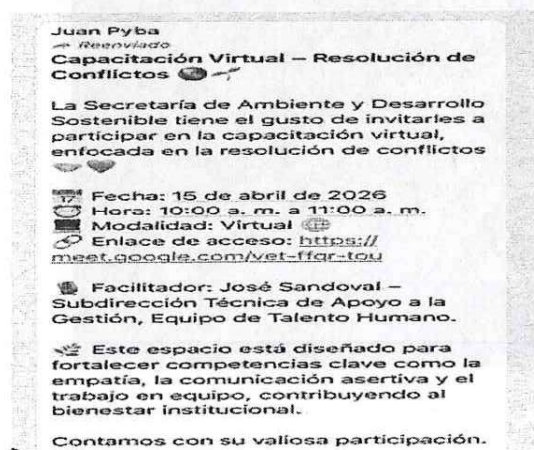 Juan Pyba
Reenviado
Capacitación Virtual – Resolución de
Conflictos
La Secretaría de Ambiente y Desarrollo
Sostenible tiene el gusto de invitarles a
participar en la capacitación virtual,
enfocada en la resolución de conflictos
17 Fecha: 15 de abril de 2026
Hora: 10:00 a. m. a 11:00 a. m.
Modalidad: Virtual
Enlace de acceso: https://
meet.google.com/vet-ffqr-tou
Facilitador: José Sandoval –
Subdirección Técnica de Apoyo a la
Gestión, Equipo de Talento Humano.
Este espacio está diseñado para
fortalecer competencias clave como la
empatía, la comunicación asertiva y el
trabajo en equipo, contribuyendo al
bienestar institucional.
Contamos con su valiosa participación.